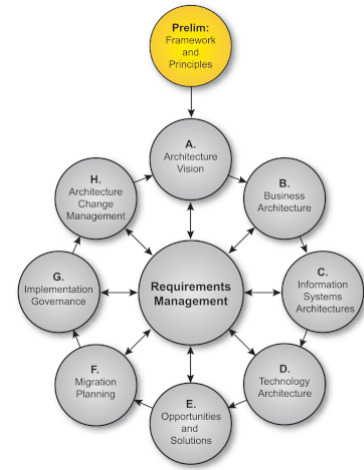 Prelim:
Framework
and
Principles
A.
Architecture
Vision
B.
Business
Architecture
C.
Information
Systems
Architectures
D.
Technology
Architecture
E.
Opportunities
and
Solutions
F.
Migration
Planning
G.
Implementation
Governance
H.
Architecture
Change
Management
Requirements
Management